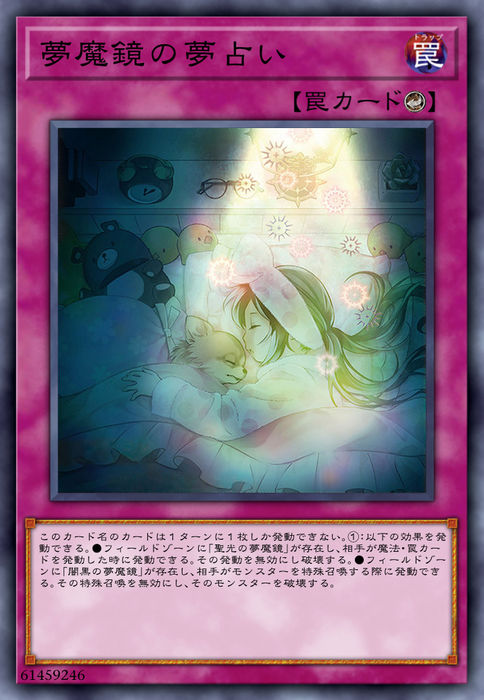 夢魔鏡の夢占い
トラップ
罠
【罠カード】
このカード名のカードは1ターンに1枚しか発動できない。①:以下の効果を発
動できる。●フィールドゾーンに「聖光の夢魔鏡」が存在し、相手が魔法・罠カー
ドを発動した時に発動できる。その発動を無効にし破壊する。●フィールドゾー
ンに「闇黒の夢魔鏡」が存在し、相手がモンスターを特殊召喚する際に発動でき
る。その特殊召喚を無効にし、そのモンスターを破壊する。
61459246